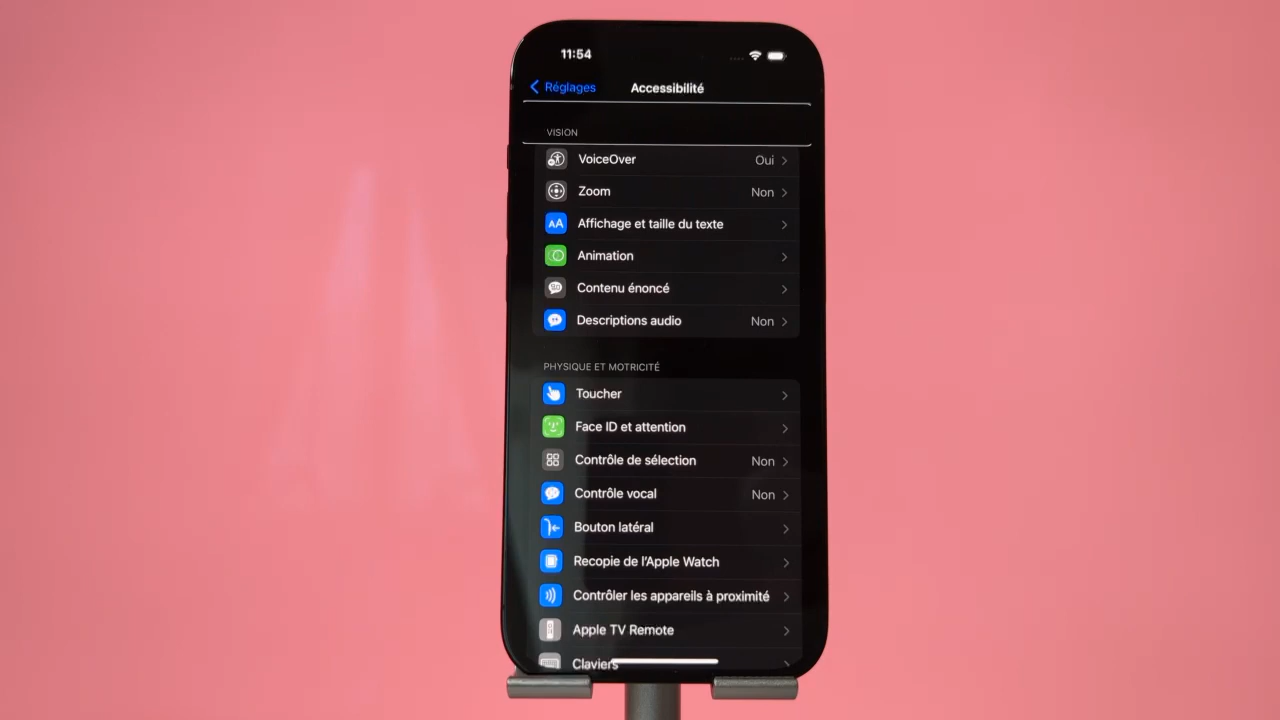 11:54
Réglages
Accessibilité
VISION
VoiceOver Oui
Zoom Non
Affichage et taille du texte
Animation
Contenu énoncé
Descriptions audio Non
PHYSIQUE ET MOTRICITÉ
Toucher
Face ID et attention
Contrôle de sélection Non
Contrôle vocal Non
Bouton latéral
Recopie de l’Apple Watch
Contrôler les appareils à proximité
Apple TV Remote
Claviers